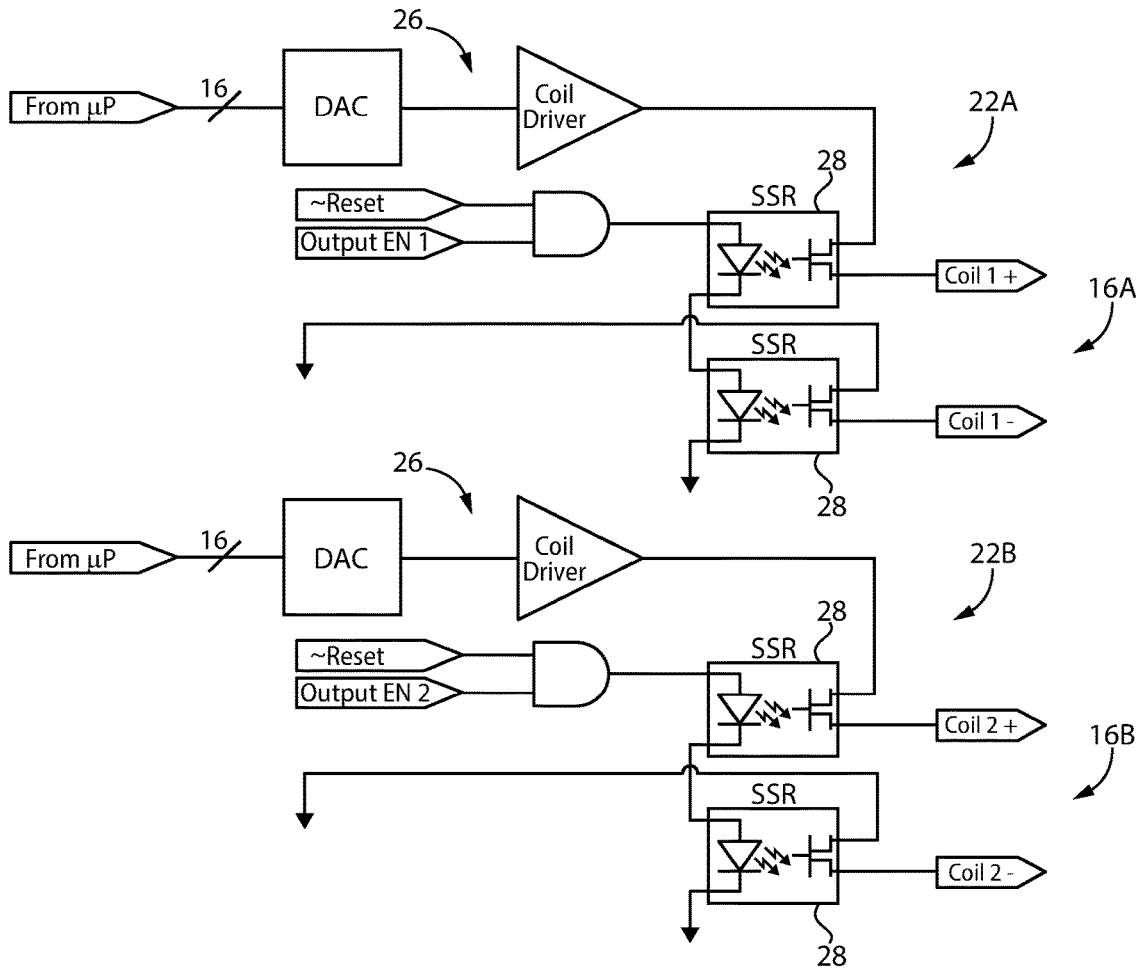 26
From μP
16
DAC
Coil
Driver
22A
~Reset
Output EN 1
SSR
28
Coil 1 +
16A
SSR
Coil 1 -
28
26
From μP
16
DAC
Coil
Driver
22B
~Reset
Output EN 2
SSR
28
Coil 2 +
16B
SSR
Coil 2 -
28